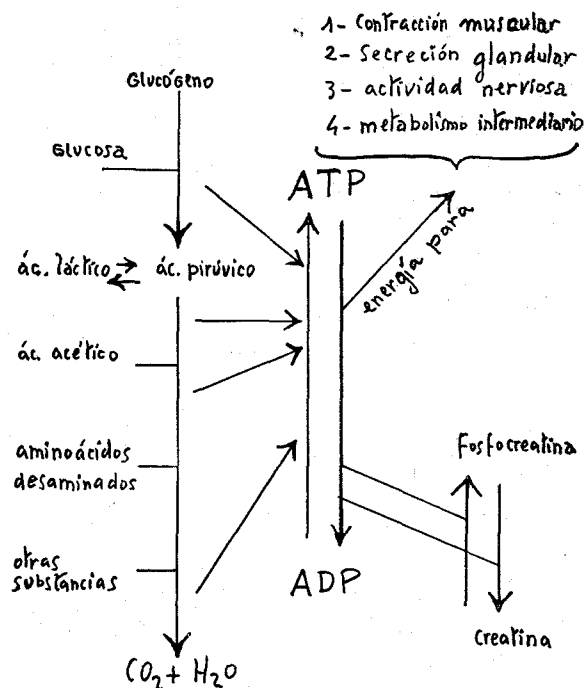 1- Contracción muscular
2- Secreción glandular
3- actividad nerviosa
4- metabolismo intermediario
GLUCÓGENO
GLUCOSA
ATP
energía para
ác. láctico
ác. pirúvico
ác. acético
aminoácidos
desaminados
Fosfocreatina
otras
substancias
ADP
Creatina
CO₂ + H₂O